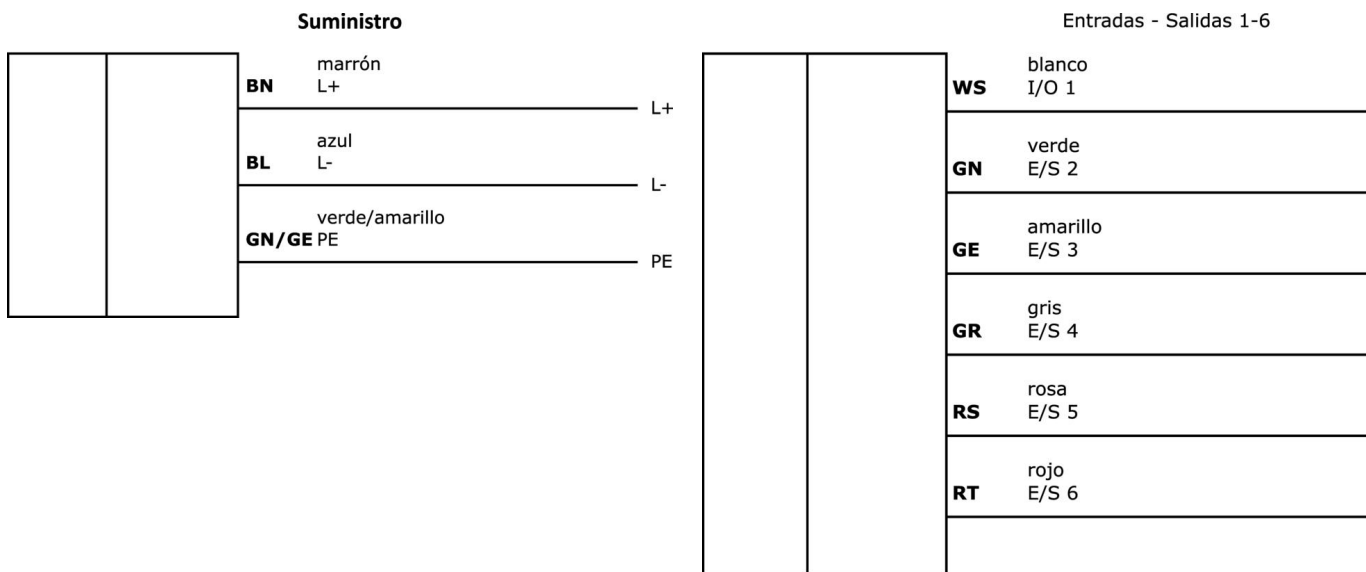 Suministro
marrón
BN L+
L+
azul
BL L-
L-
verde/amarillo
GN/GE PE
PE
Entradas - Salidas 1-6
blanco
WS I/O 1
verde
GN E/S 2
amarillo
GE E/S 3
gris
GR E/S 4
rosa
RS E/S 5
rojo
RT E/S 6